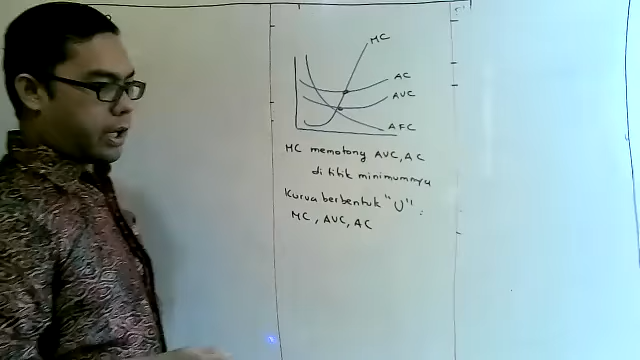 MC
AC
AVC
AFC
MC memotong AVC, AC
di titik minimumnya
Kurva berbentuk "U" :
MC, AVC, AC